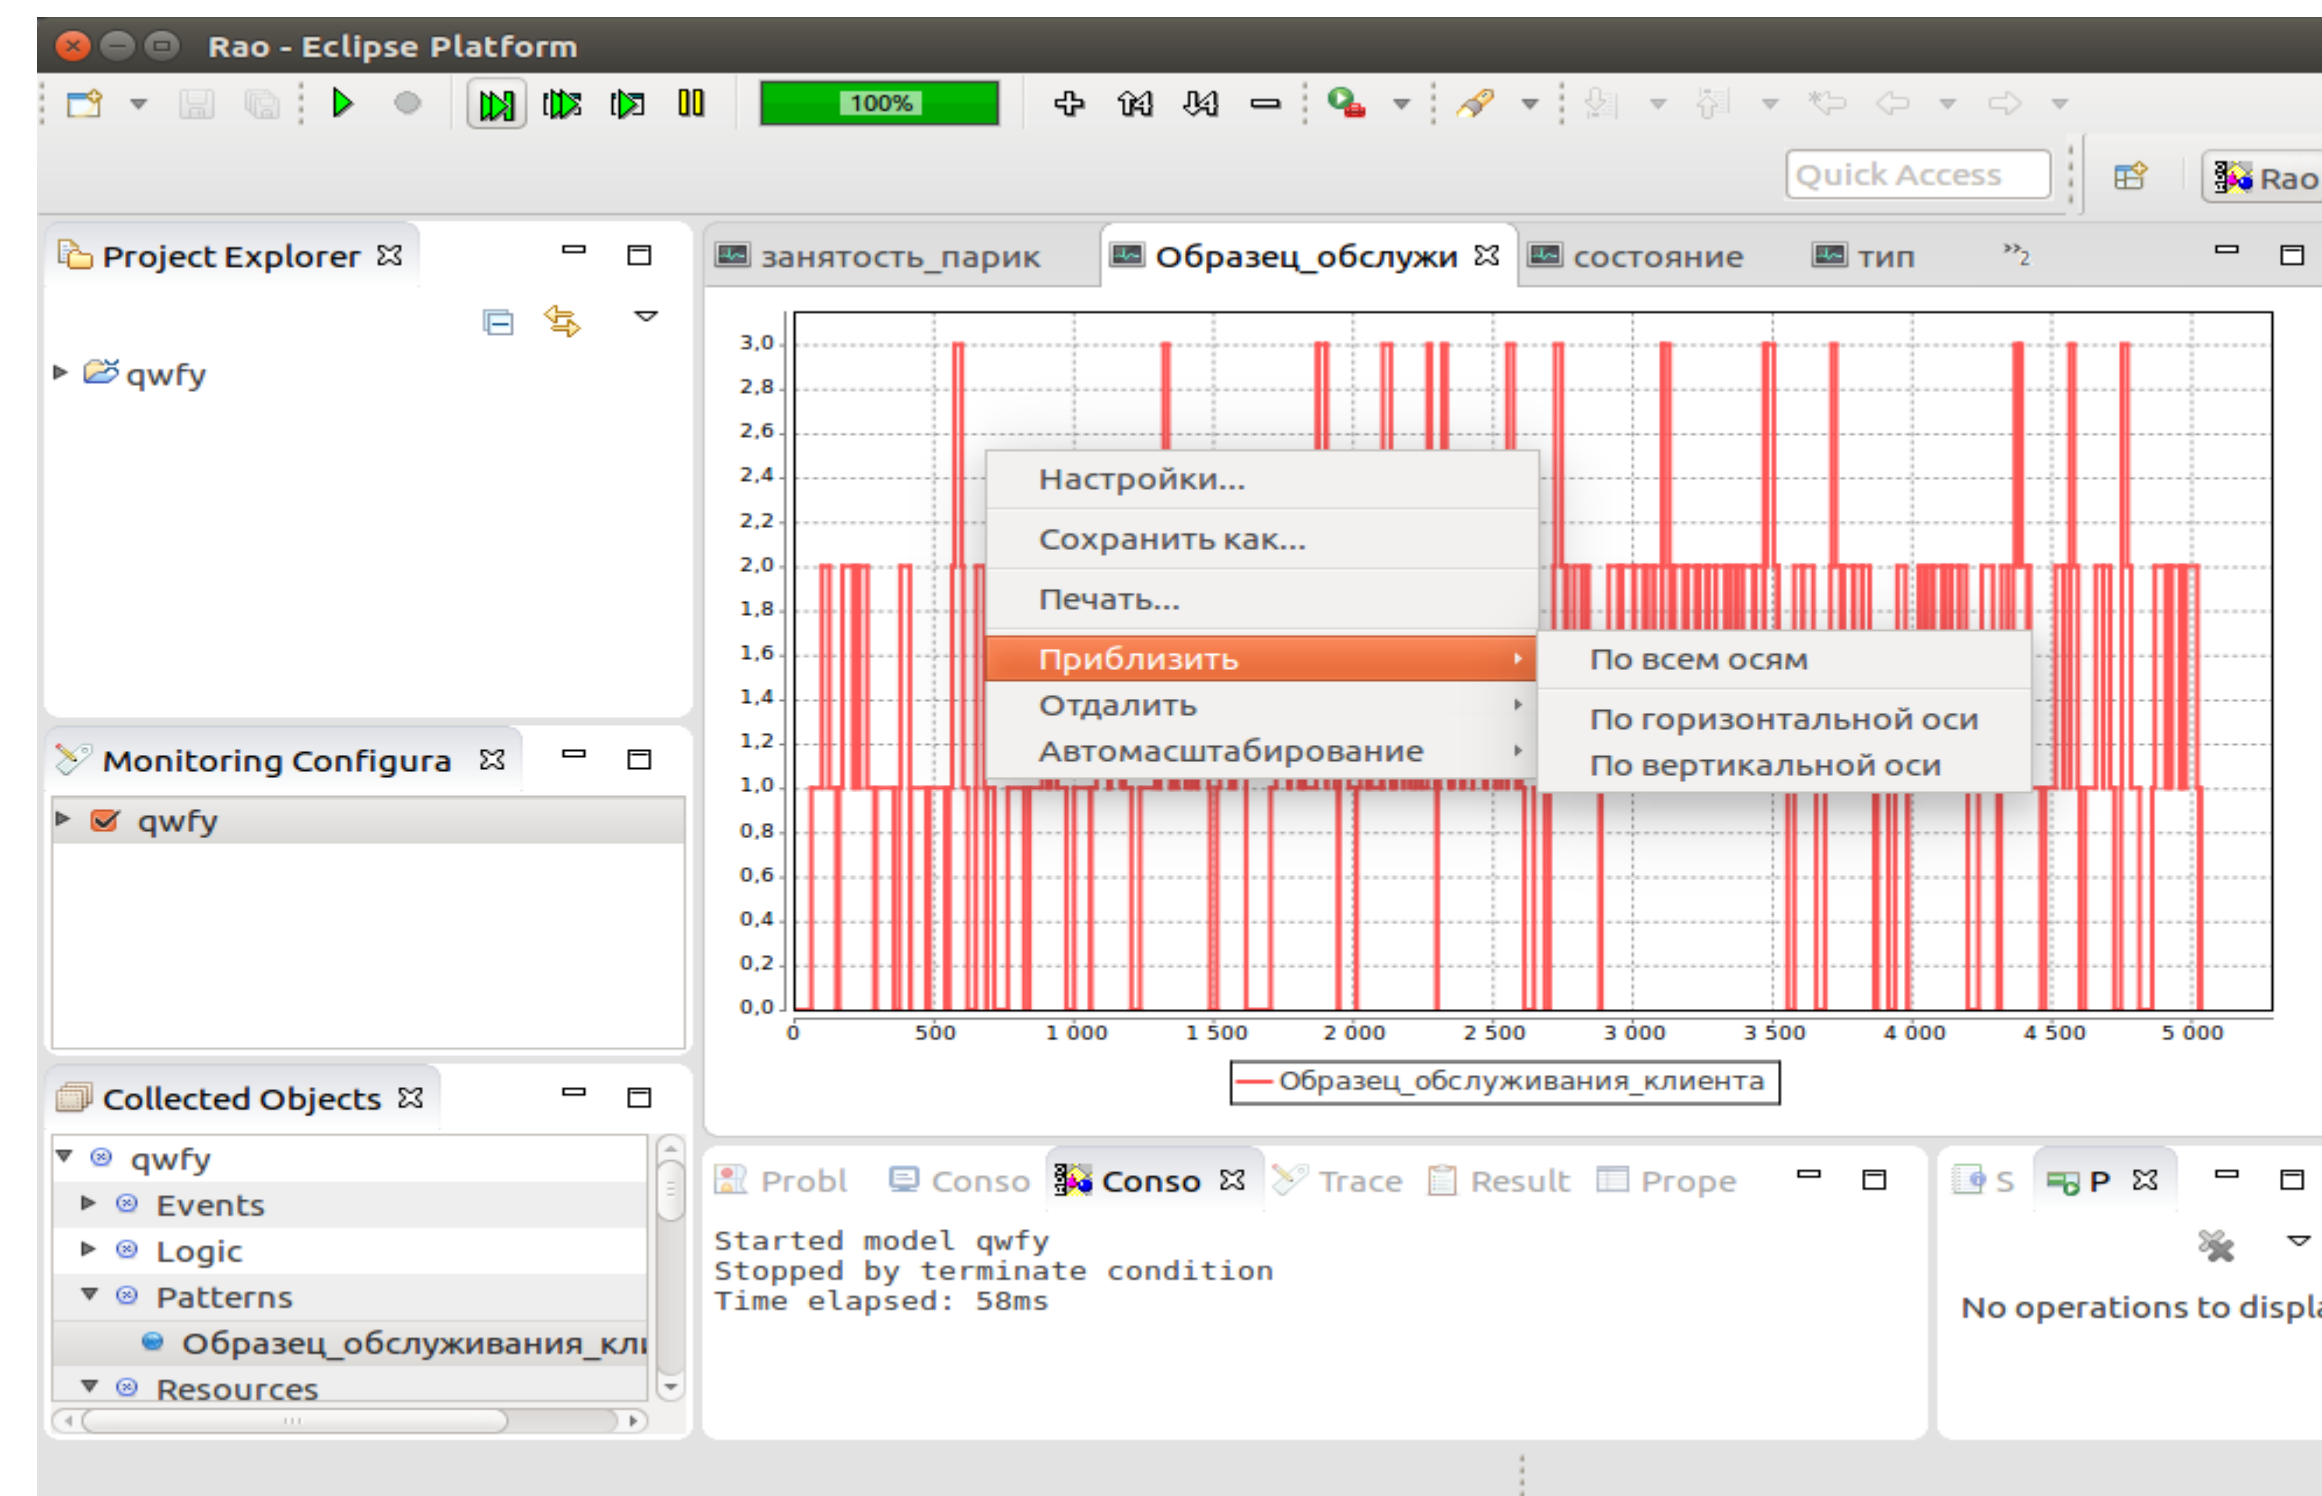 Rao - Eclipse Platform
100%
Quick Access
Rao
Project Explorer
qwfy
Monitoring Configura
qwfy
Collected Objects
qwfy
Events
Logic
Patterns
Образец_обслуживания_кли
Resources
занятость_парик
Образец_обслужи
состояние
тип
»2
3,0
2,8
2,6
2,4
2,2
2,0
1,8
1,6
1,4
1,2
1,0
0,8
0,6
0,4
0,2
0,0
0 500 1 000 1 500 2 000 2 500 3 000 3 500 4 000 4 500 5 000
Образец_обслуживания_клиента
Настройки...
Сохранить как...
Печать...
Приблизить
Отдалить
Автомасштабирование
По всем осям
По горизонтальной оси
По вертикальной оси
Probl Conso Conso Trace Result Prope
Started model qwfy
Stopped by terminate condition
Time elapsed: 58ms
S P
No operations to displa